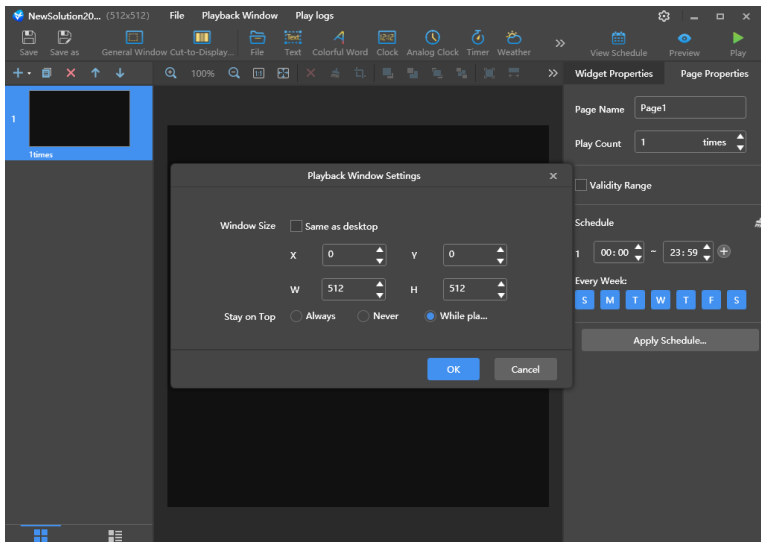 NewSolution20... (512x512) File Playback Window Play logs
Save Save as General Window Cut-to-Display... File Text Colorful Word Clock Analog Clock Timer Weather View Schedule Preview Play
100% 1:1 Widget Properties Page Properties
1
1times
Page Name Page1
Play Count 1 times
Validity Range
Schedule
1 00:00 ~ 23:59
Every Week:
S M T W T F S
Apply Schedule...
Playback Window Settings
Window Size Same as desktop
X 0 Y 0
W 512 H 512
Stay on Top Always Never While pla...
OK Cancel